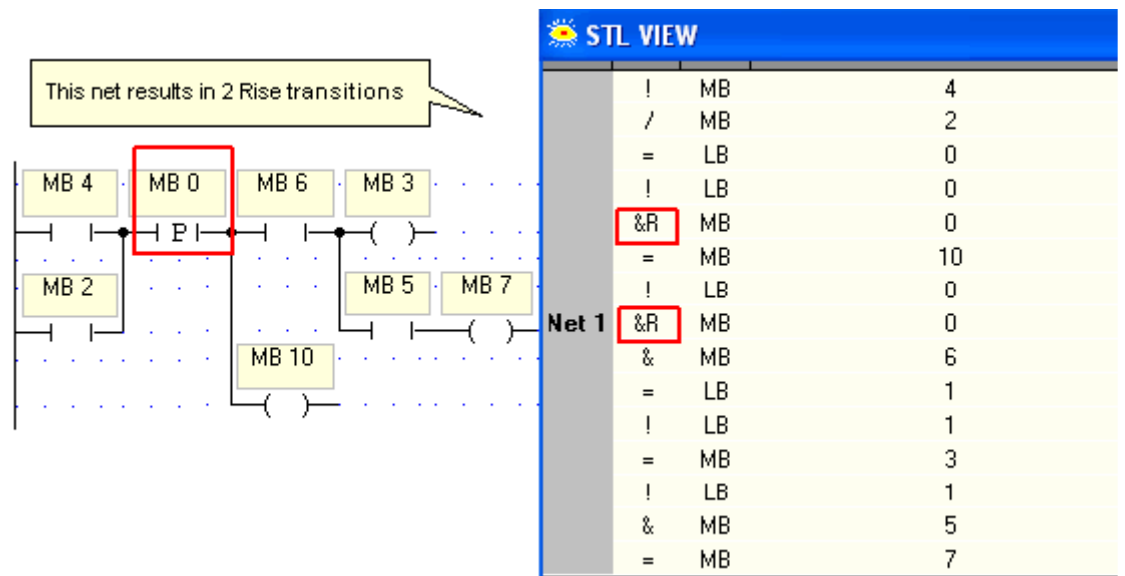 This net results in 2 Rise transitions
MB 4 MB 0 MB 6 MB 3
P
MB 2 MB 5 MB 7
MB 10
STL VIEW
Net 1
! MB 4
/ MB 2
= LB 0
! LB 0
&R MB 0
= MB 10
! LB 0
&R MB 0
& MB 6
= LB 1
! LB 1
= MB 3
! LB 1
& MB 5
= MB 7